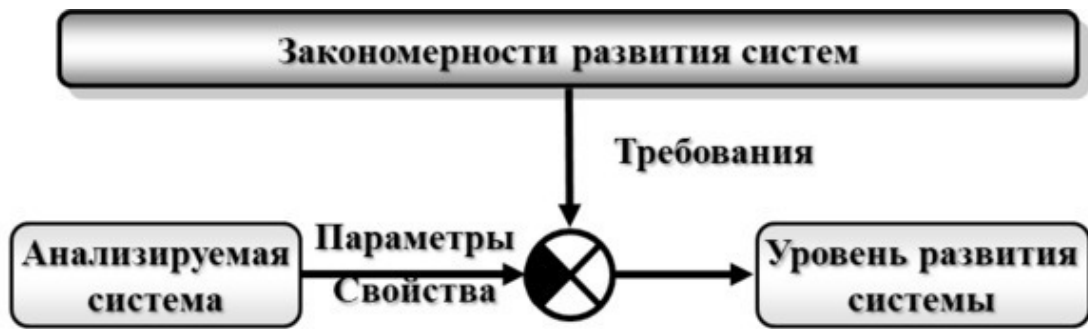 Закономерности развития систем
Требования
Анализируемая
система
Параметры
Свойства
Уровень развития
системы